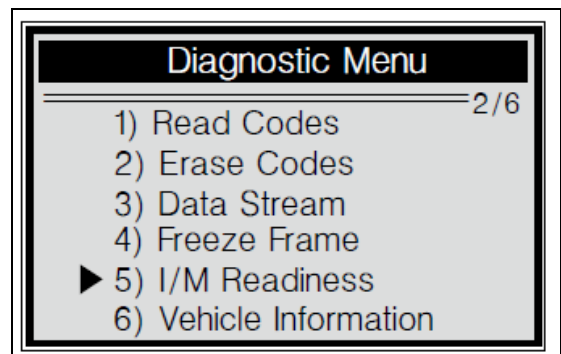 Diagnostic Menu
2/6
1) Read Codes
2) Erase Codes
3) Data Stream
4) Freeze Frame
▶ 5) I/M Readiness
6) Vehicle Information